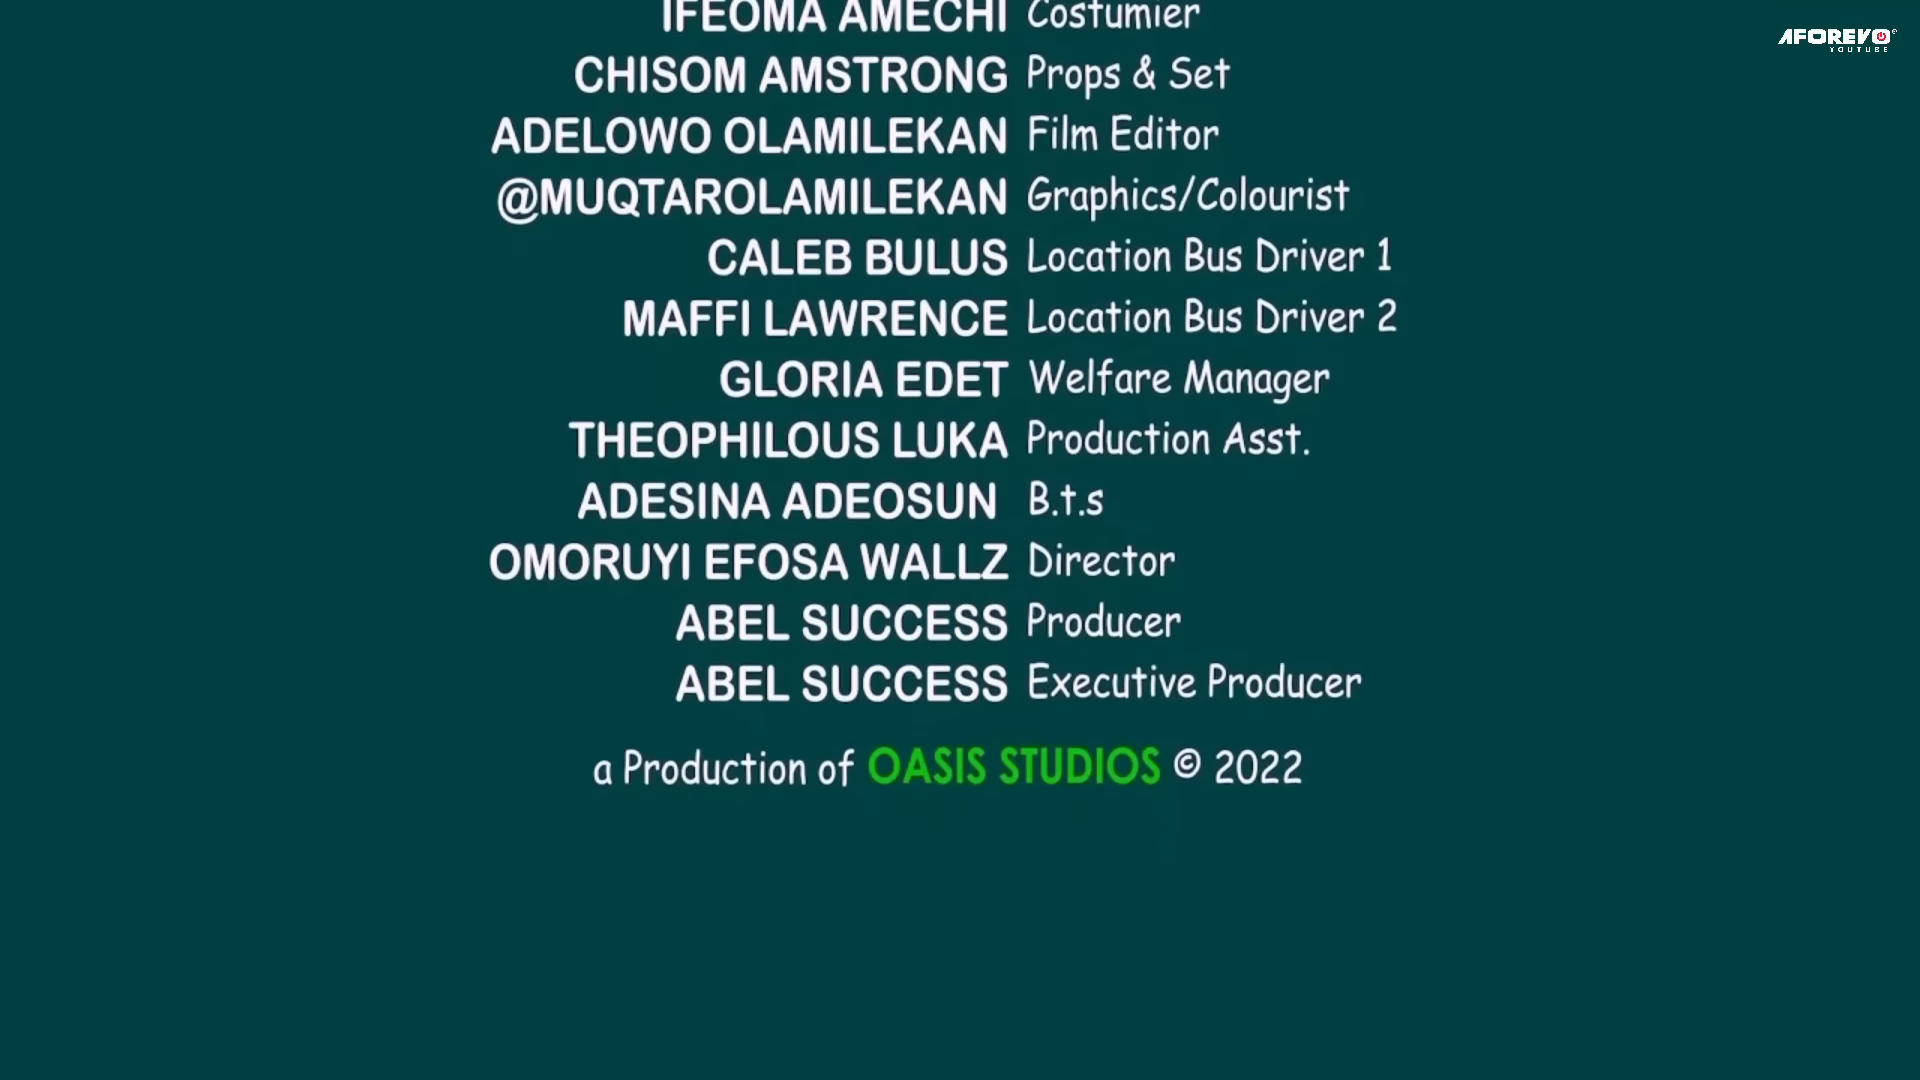 IFEOMA AMECHI Costumier
AFOREVO
YOUTUBE
CHISOM AMSTRONG Props & Set
ADELOWO OLAMILEKAN Film Editor
@MUQTAROLAMILEKAN Graphics/Colourist
CALEB BULUS Location Bus Driver 1
MAFFI LAWRENCE Location Bus Driver 2
GLORIA EDET Welfare Manager
THEOPHILOUS LUKA Production Asst.
ADESINA ADEOSUN B.t.s
OMORUYI EFOSA WALLZ Director
ABEL SUCCESS Producer
ABEL SUCCESS Executive Producer
a Production of OASIS STUDIOS © 2022